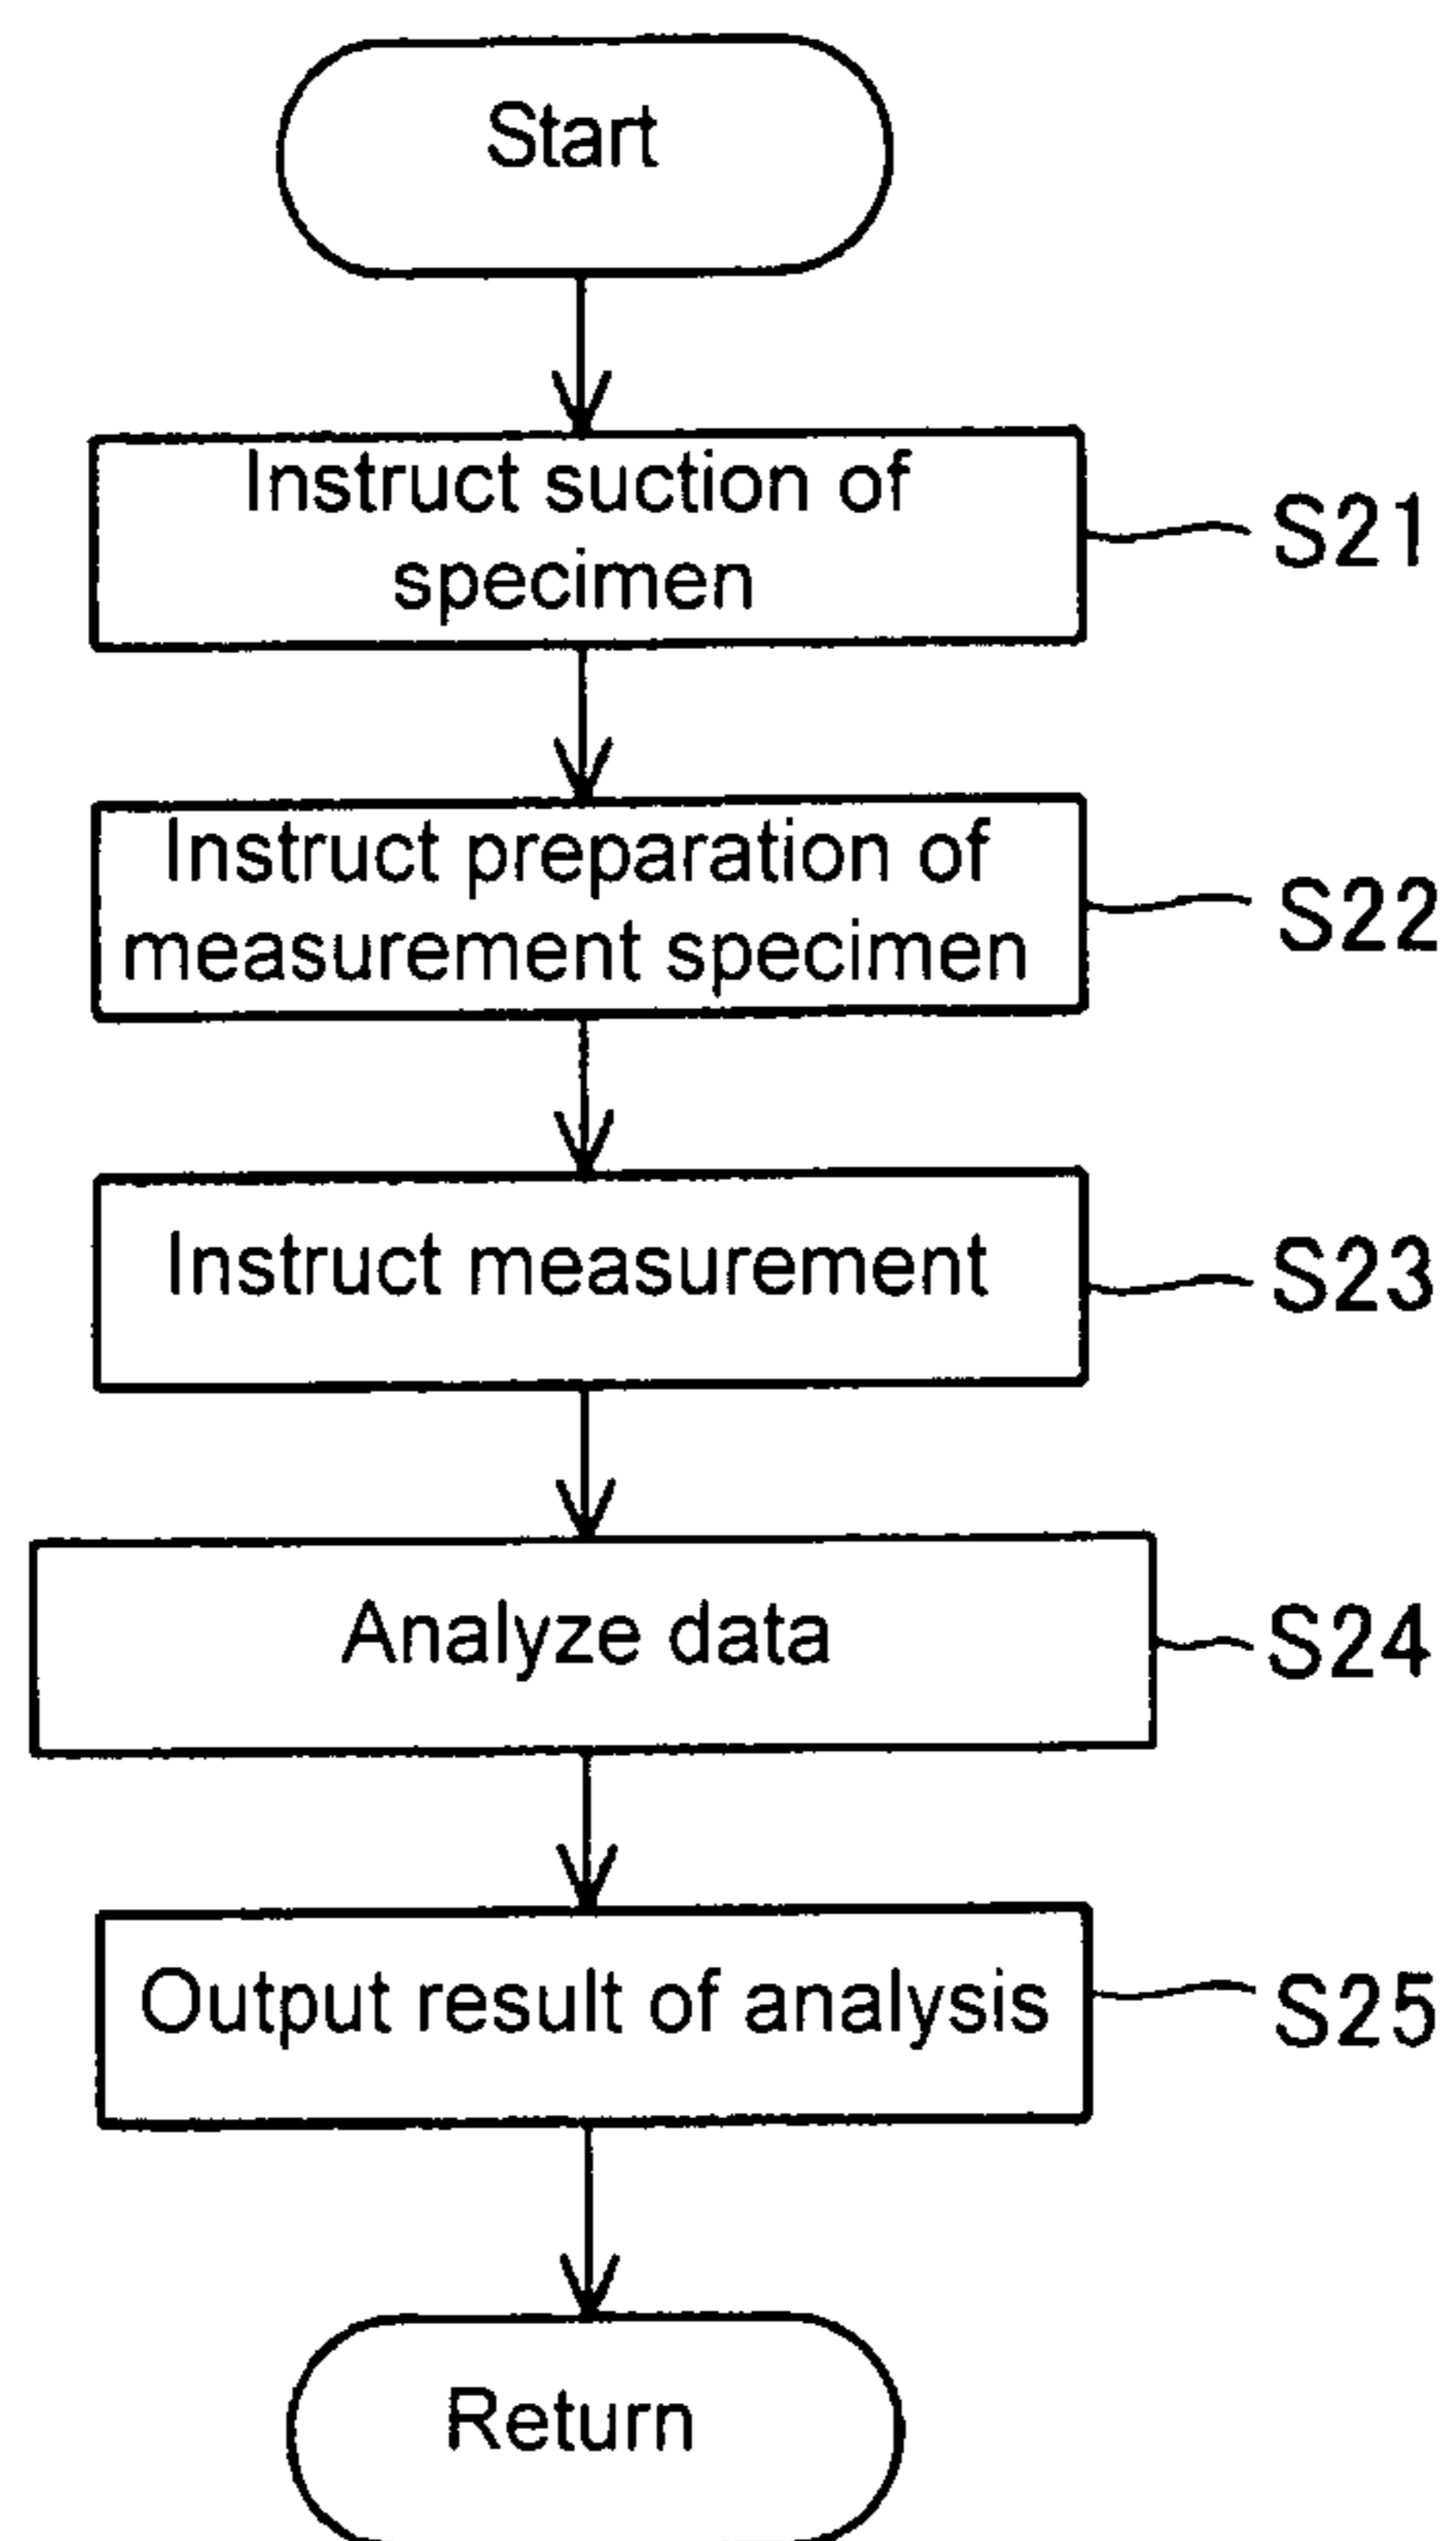 Start
Instruct suction of
specimen
S21
Instruct preparation of
measurement specimen
S22
Instruct measurement
S23
Analyze data
S24
Output result of analysis
S25
Return